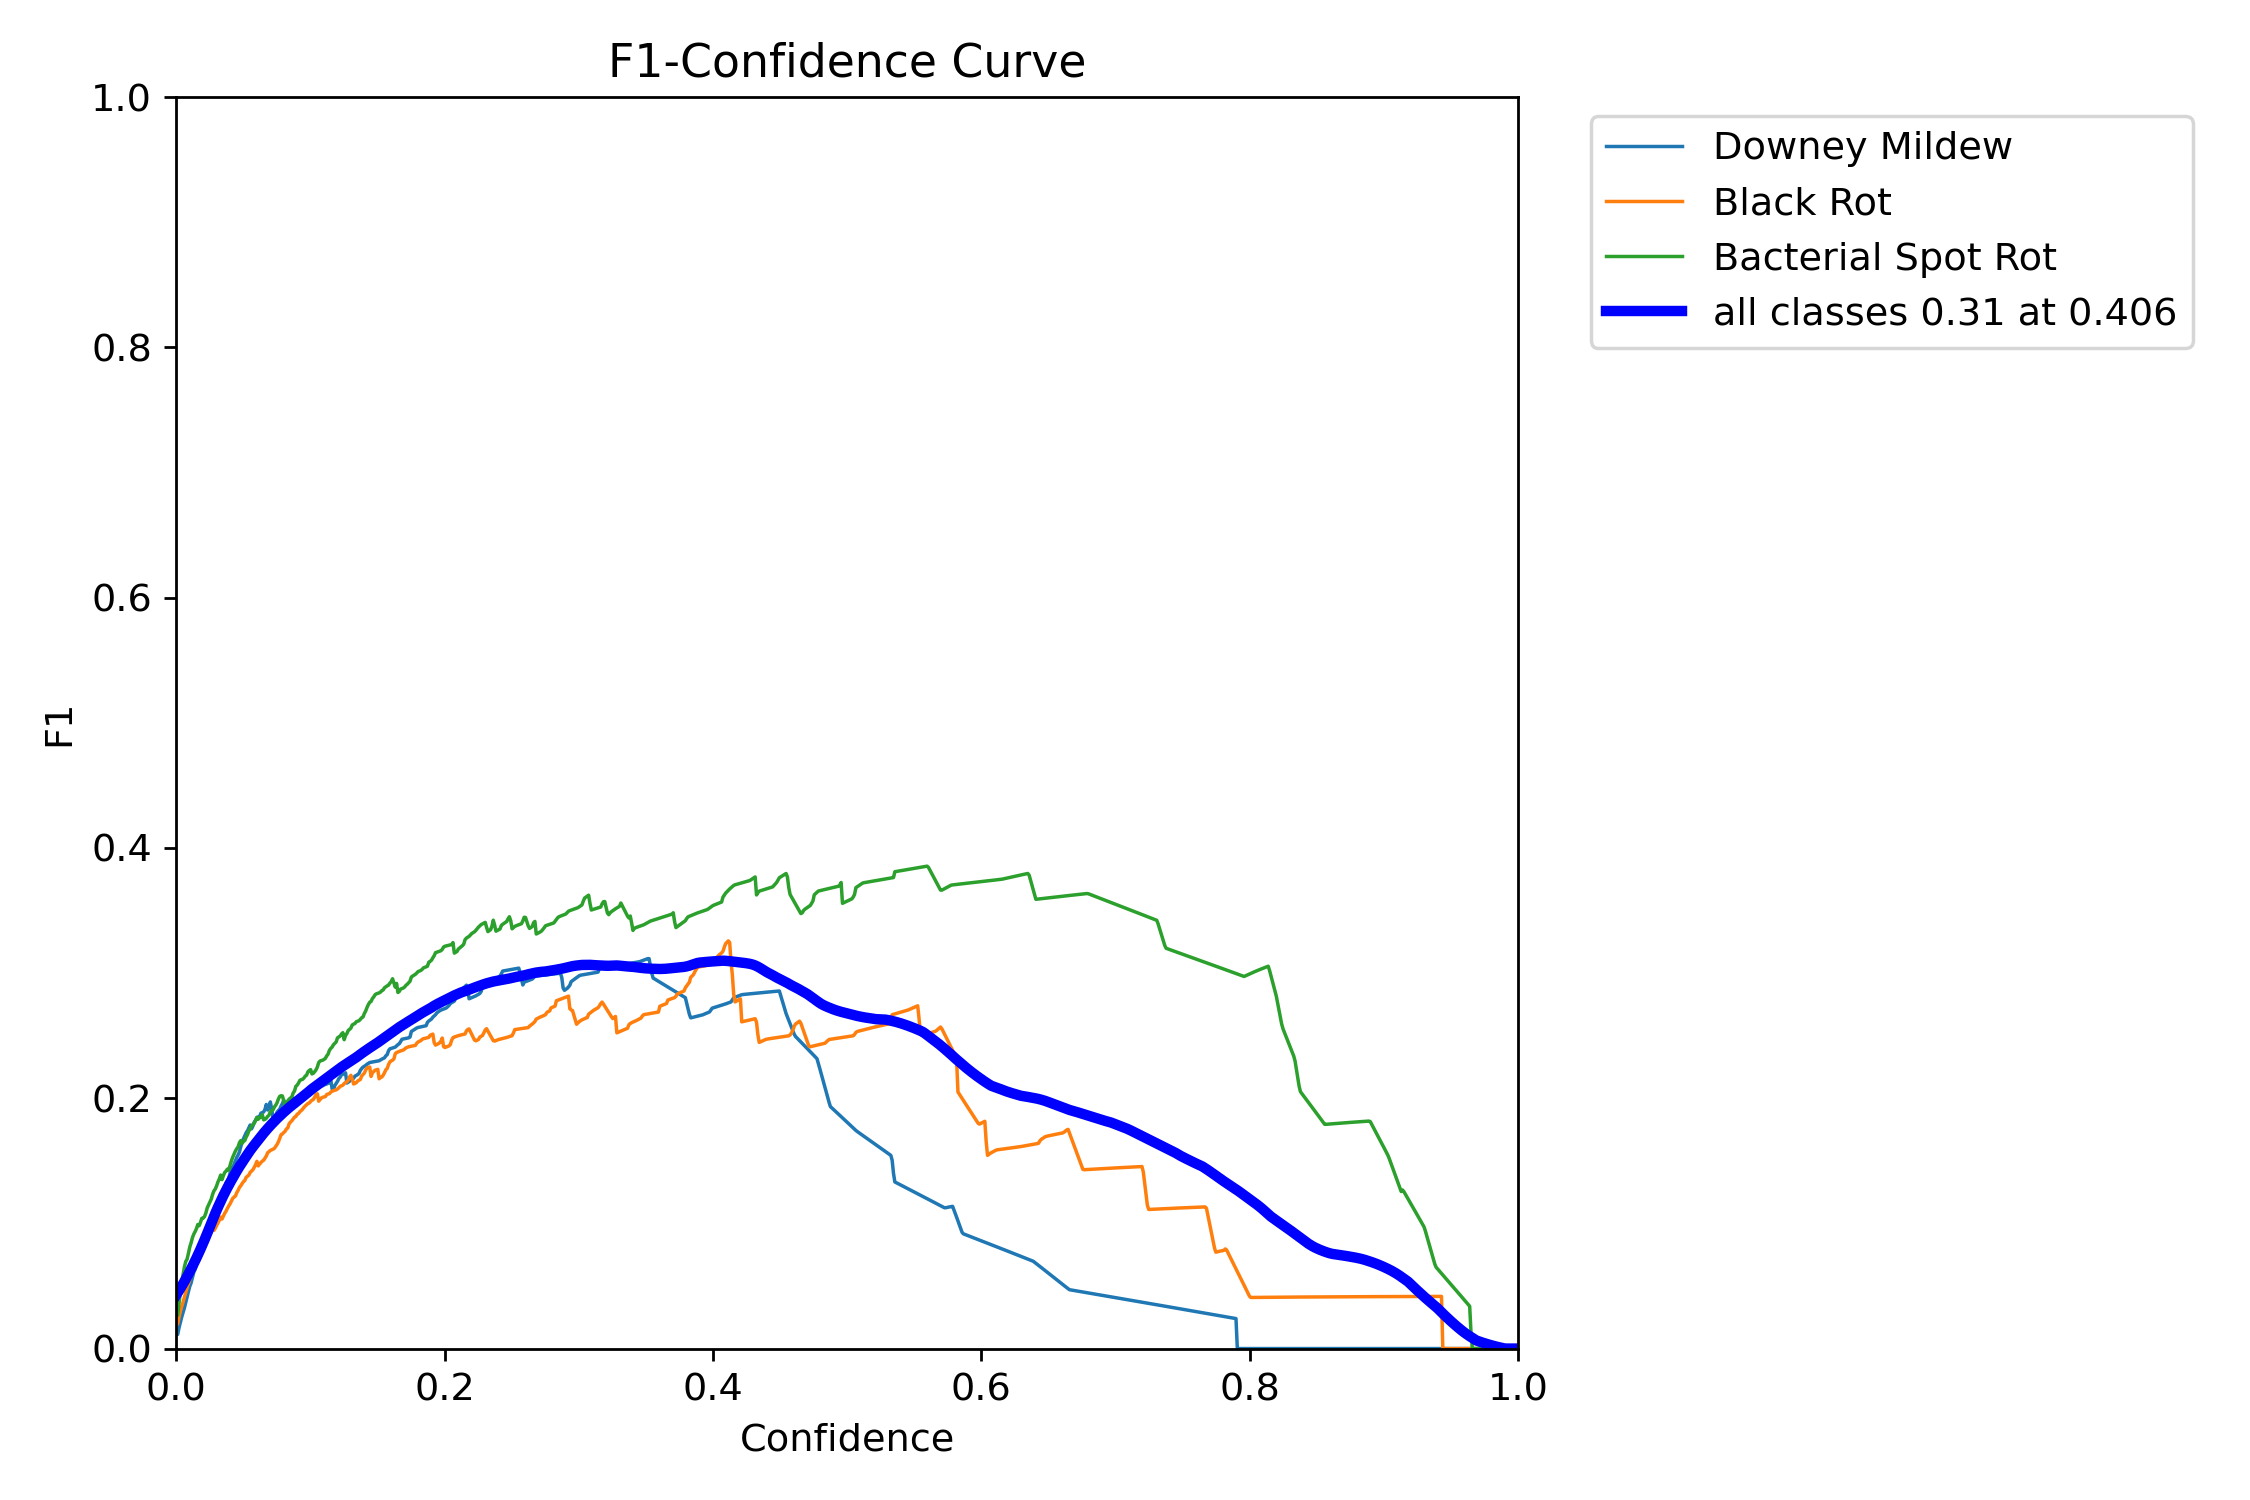 F1-Confidence Curve
1.0
0.8
0.6
0.4
0.2
0.0
F1
0.0 0.2 0.4 0.6 0.8 1.0
Confidence
Downey Mildew
Black Rot
Bacterial Spot Rot
all classes 0.31 at 0.406